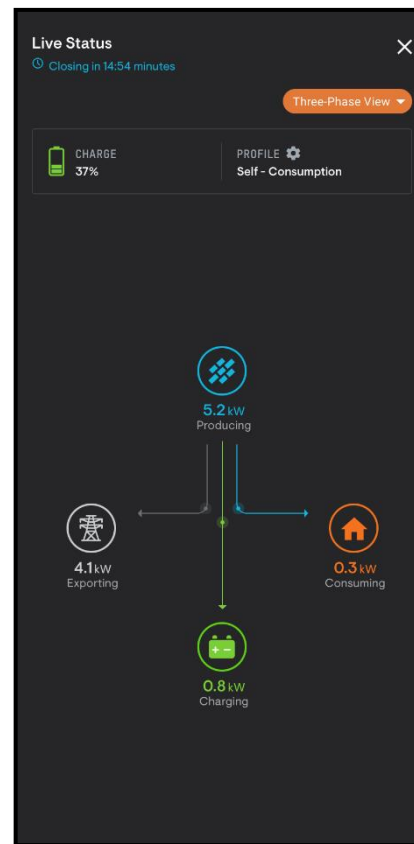 Live Status
Closing in 14:54 minutes
Three-Phase View
CHARGE
37%
PROFILE
Self - Consumption
5.2 kW
Producing
4.1 kW
Exporting
0.3 kW
Consuming
0.8 kW
Charging